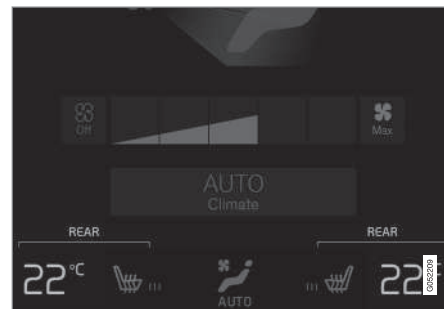 Off
Max
AUTO
Climate
REAR REAR
22°C 22°
AUTO
G052209